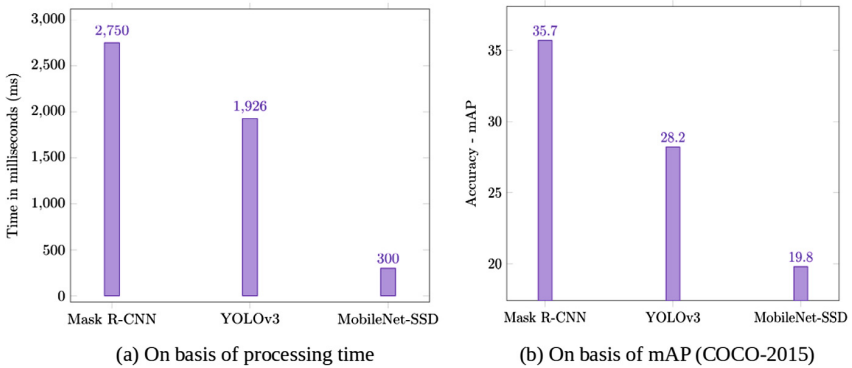 3,000
2,750
2,500
2,000
1,926
1,500
1,000
500
300
0
Time in milliseconds (ms)
Mask R-CNN YOLOv3 MobileNet-SSD
(a) On basis of processing time
35.7
35
30
28.2
25
20
19.8
Accuracy - mAP
Mask R-CNN YOLOv3 MobileNet-SSD
(b) On basis of mAP (COCO-2015)